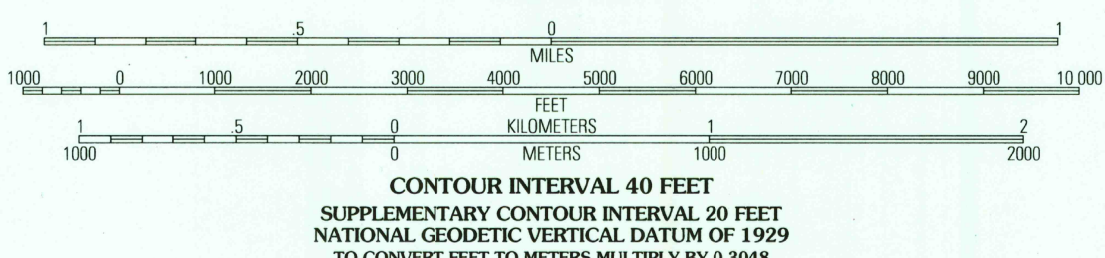 1 .5 0 1
MILES
1000 0 1000 2000 3000 4000 5000 6000 7000 8000 9000 10 000
FEET
1 .5 0 KILOMETERS 1 2
1000 0 METERS 1000 2000
CONTOUR INTERVAL 40 FEET
SUPPLEMENTARY CONTOUR INTERVAL 20 FEET
NATIONAL GEODETIC VERTICAL DATUM OF 1929
TO CONVERT FEET TO METERS MULTIPLY BY 0.3048